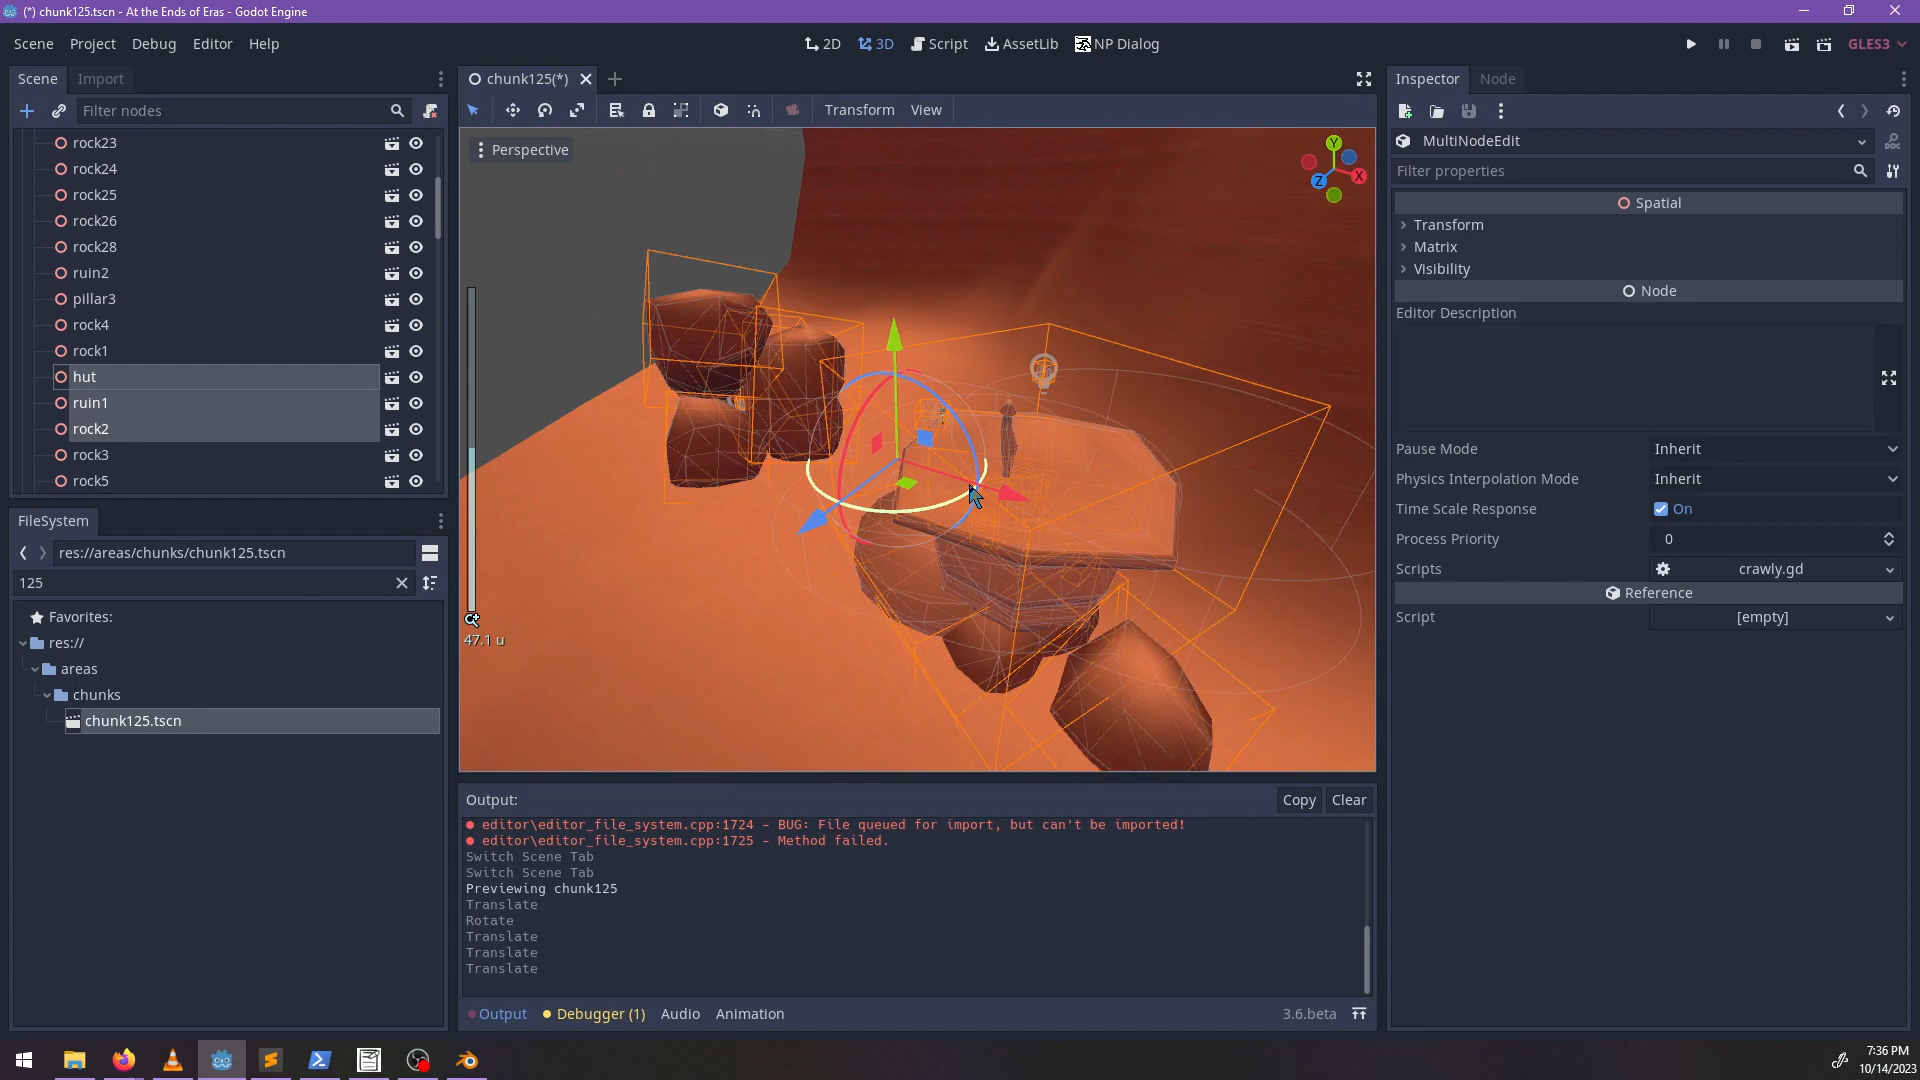 (*) chunk125.tscn - At the Ends of Eras - Godot Engine
Scene Project Debug Editor Help
2D 3D Script AssetLib NP Dialog
GLES3
Scene Import
Filter nodes
rock23
rock24
rock25
rock26
rock28
ruin2
pillar3
rock4
rock1
hut
ruin1
rock2
rock3
rock5
FileSystem
res://areas/chunks/chunk125.tscn
125
Favorites:
res://
areas
chunks
chunk125.tscn
chunk125(*)
Transform View
Perspective
Y
X
Z
47.1 u
Output:
Copy Clear
editor\editor_file_system.cpp:1724 - BUG: File queued for import, but can't be imported!
editor\editor_file_system.cpp:1725 - Method failed.
Switch Scene Tab
Switch Scene Tab
Previewing chunk125
Translate
Rotate
Translate
Translate
Translate
Output Debugger (1) Audio Animation
3.6.beta
Inspector Node
MultiNodeEdit
DOC
Filter properties
Spatial
Transform
Matrix
Visibility
Node
Editor Description
Pause Mode Inherit
Physics Interpolation Mode Inherit
Time Scale Response On
Process Priority 0
Scripts crawly.gd
Reference
Script [empty]
7:36 PM
10/14/2023